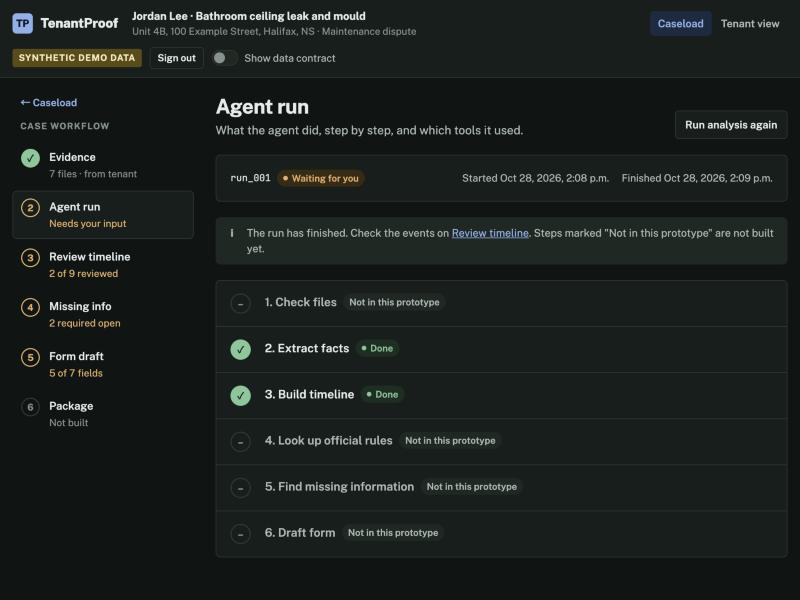 TP TenantProof
Jordan Lee · Bathroom ceiling leak and mould
Unit 4B, 100 Example Street, Halifax, NS · Maintenance dispute
Caseload
Tenant view
SYNTHETIC DEMO DATA
Sign out
Show data contract
← Caseload
CASE WORKFLOW
✓ Evidence
7 files · from tenant
2 Agent run
Needs your input
3 Review timeline
2 of 9 reviewed
4 Missing info
2 required open
5 Form draft
5 of 7 fields
6 Package
Not built
Agent run
What the agent did, step by step, and which tools it used.
Run analysis again
run_001 Waiting for you Started Oct 28, 2026, 2:08 p.m. Finished Oct 28, 2026, 2:09 p.m.
i The run has finished. Check the events on Review timeline. Steps marked "Not in this prototype" are not built
yet.
– 1. Check files Not in this prototype
✓ 2. Extract facts Done
✓ 3. Build timeline Done
– 4. Look up official rules Not in this prototype
– 5. Find missing information Not in this prototype
– 6. Draft form Not in this prototype